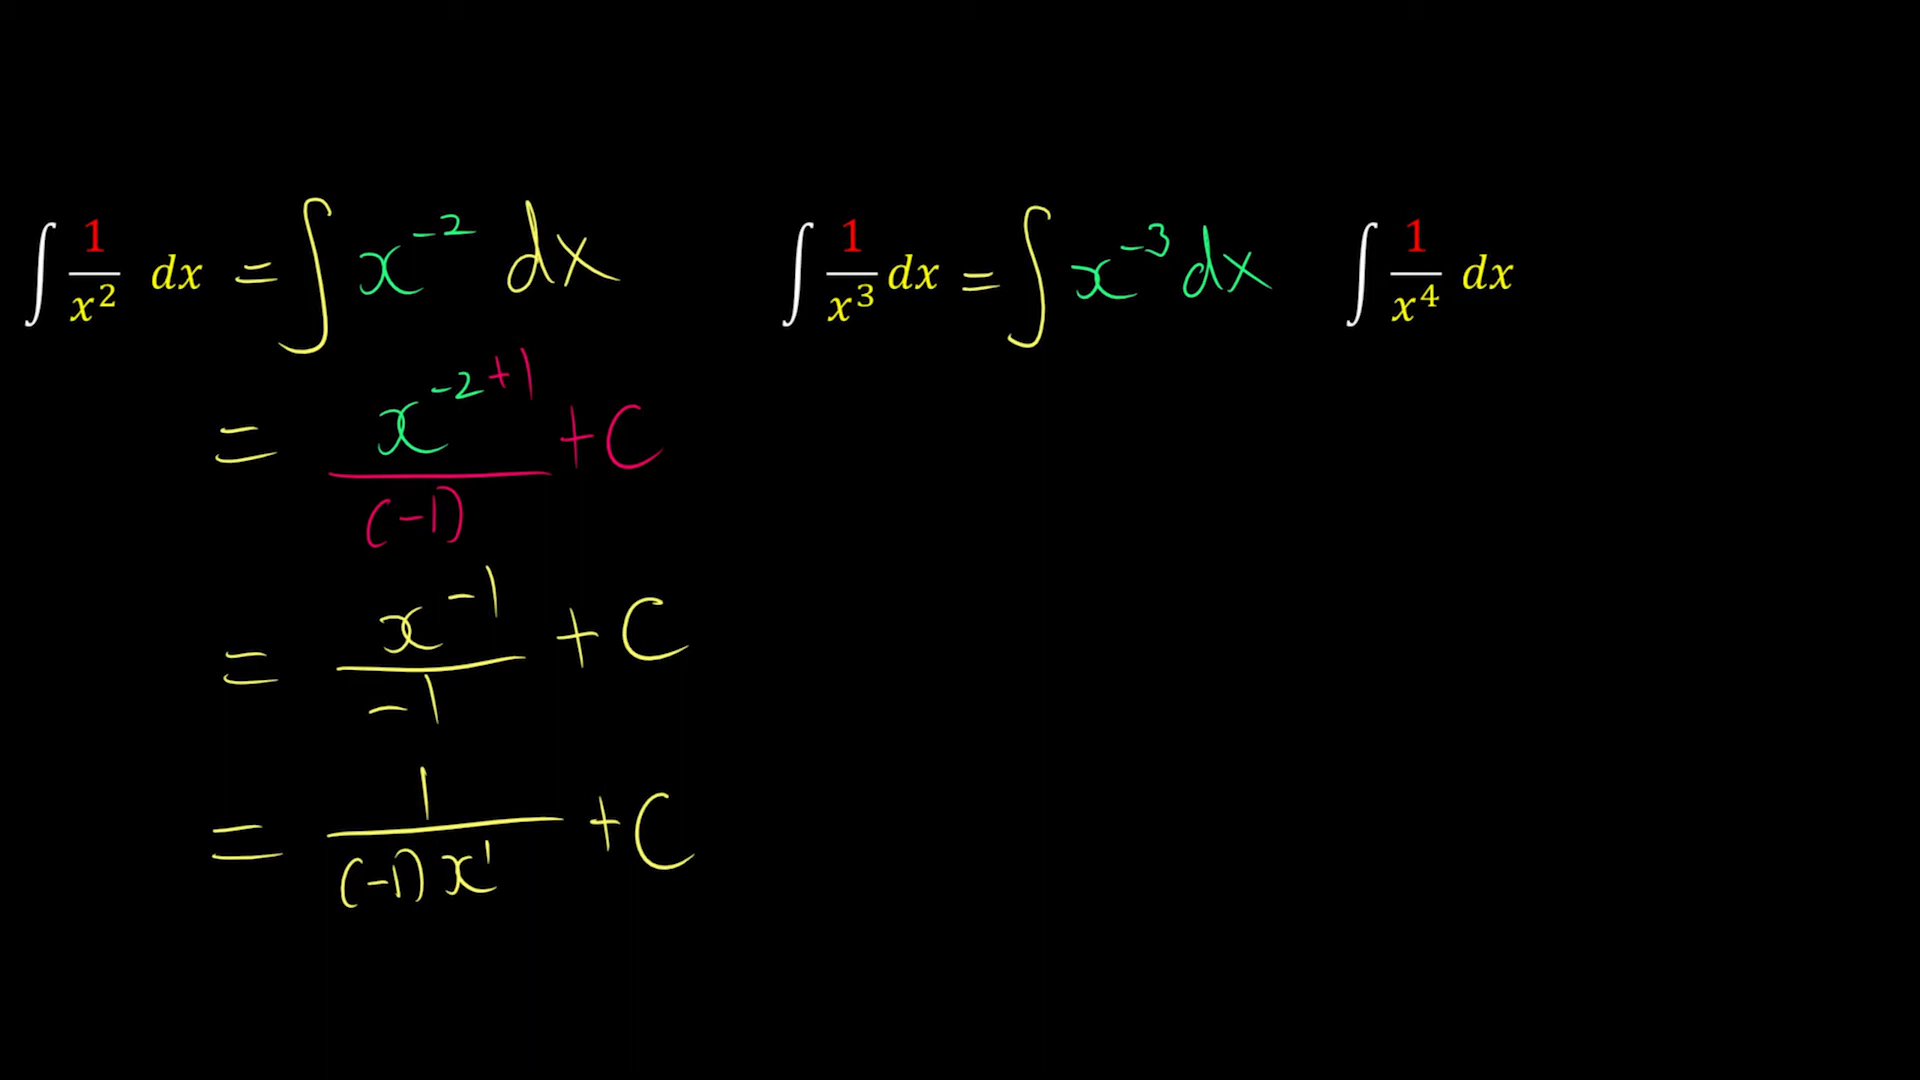 ∫ 1/x² dx = ∫ x⁻² dx
= x⁻²⁺¹/(-1) + C
= x⁻¹/-1 + C
= 1/(-1)x¹ + C
∫ 1/x³ dx = ∫ x⁻³ dx
∫ 1/x⁴ dx